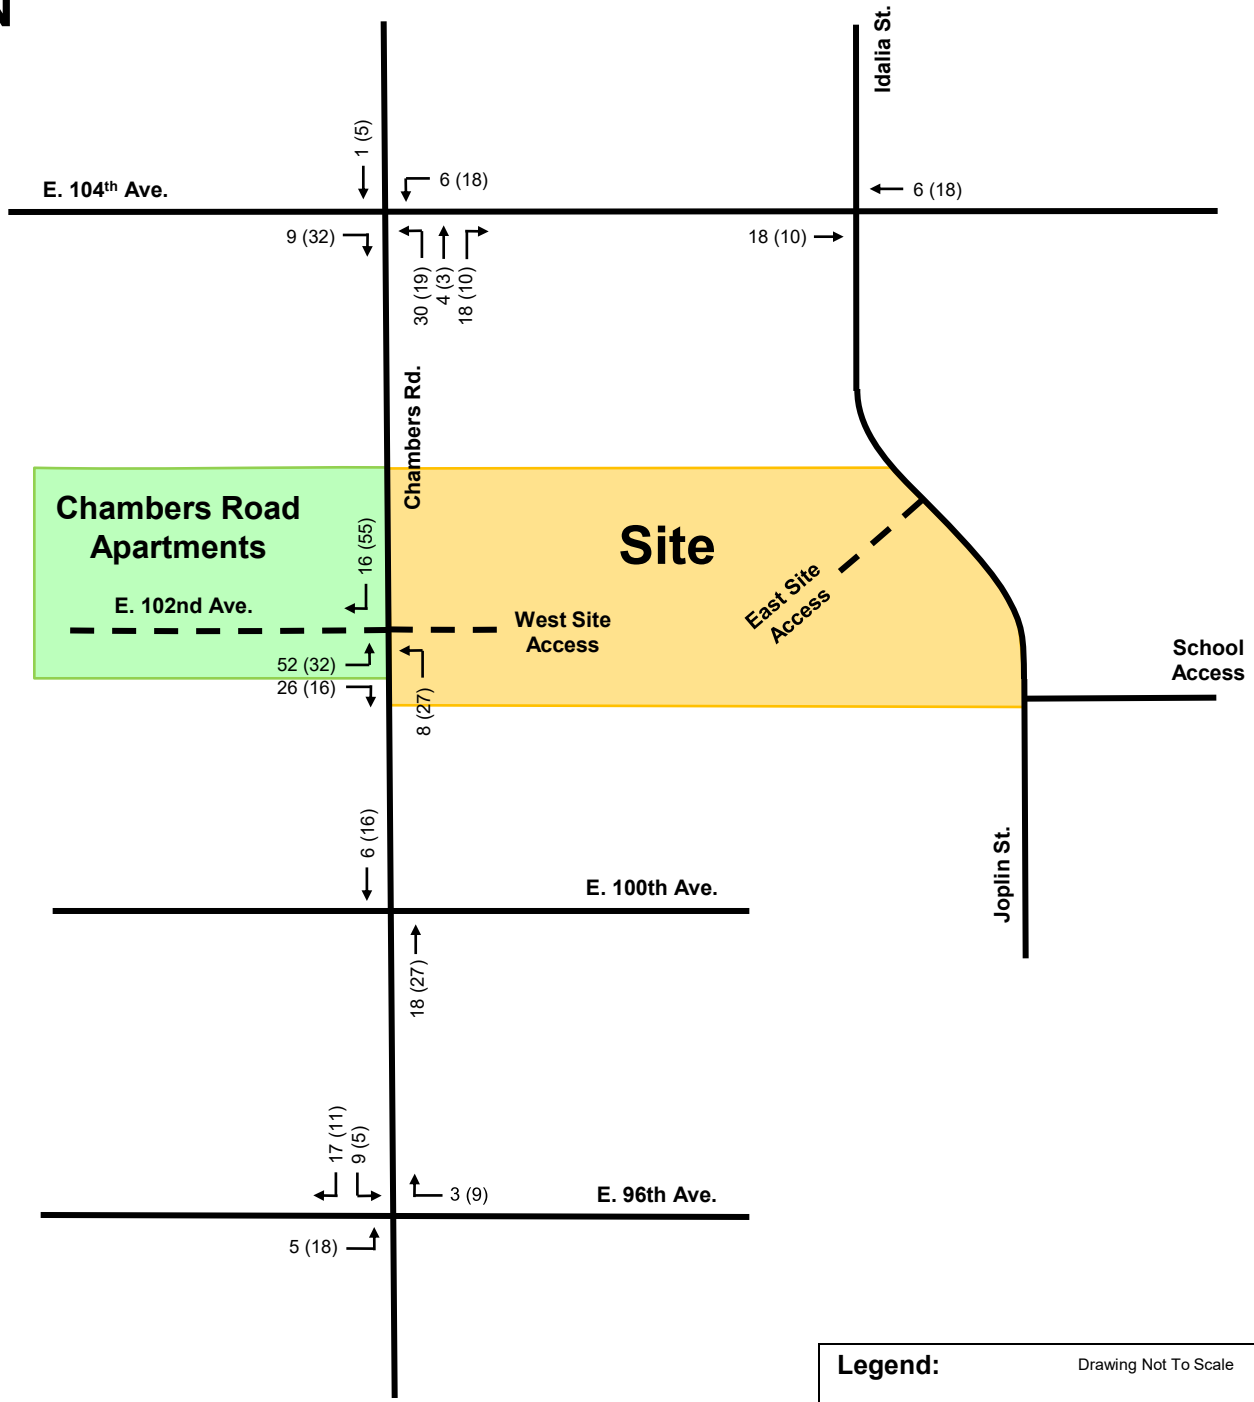 N
Idalia St.
1 (5)
E. 104th Ave.
6 (18)
6 (18)
9 (32)
18 (10)
30 (19)
4 (3)
18 (10)
Chambers Rd.
Chambers Road
Apartments
Site
16 (55)
E. 102nd Ave.
West Site
Access
East Site
Access
School
Access
52 (32)
26 (16)
8 (27)
6 (16)
E. 100th Ave.
Joplin St.
18 (27)
17 (11)
9 (5)
3 (9)
E. 96th Ave.
5 (18)
Legend:
Drawing Not To Scale